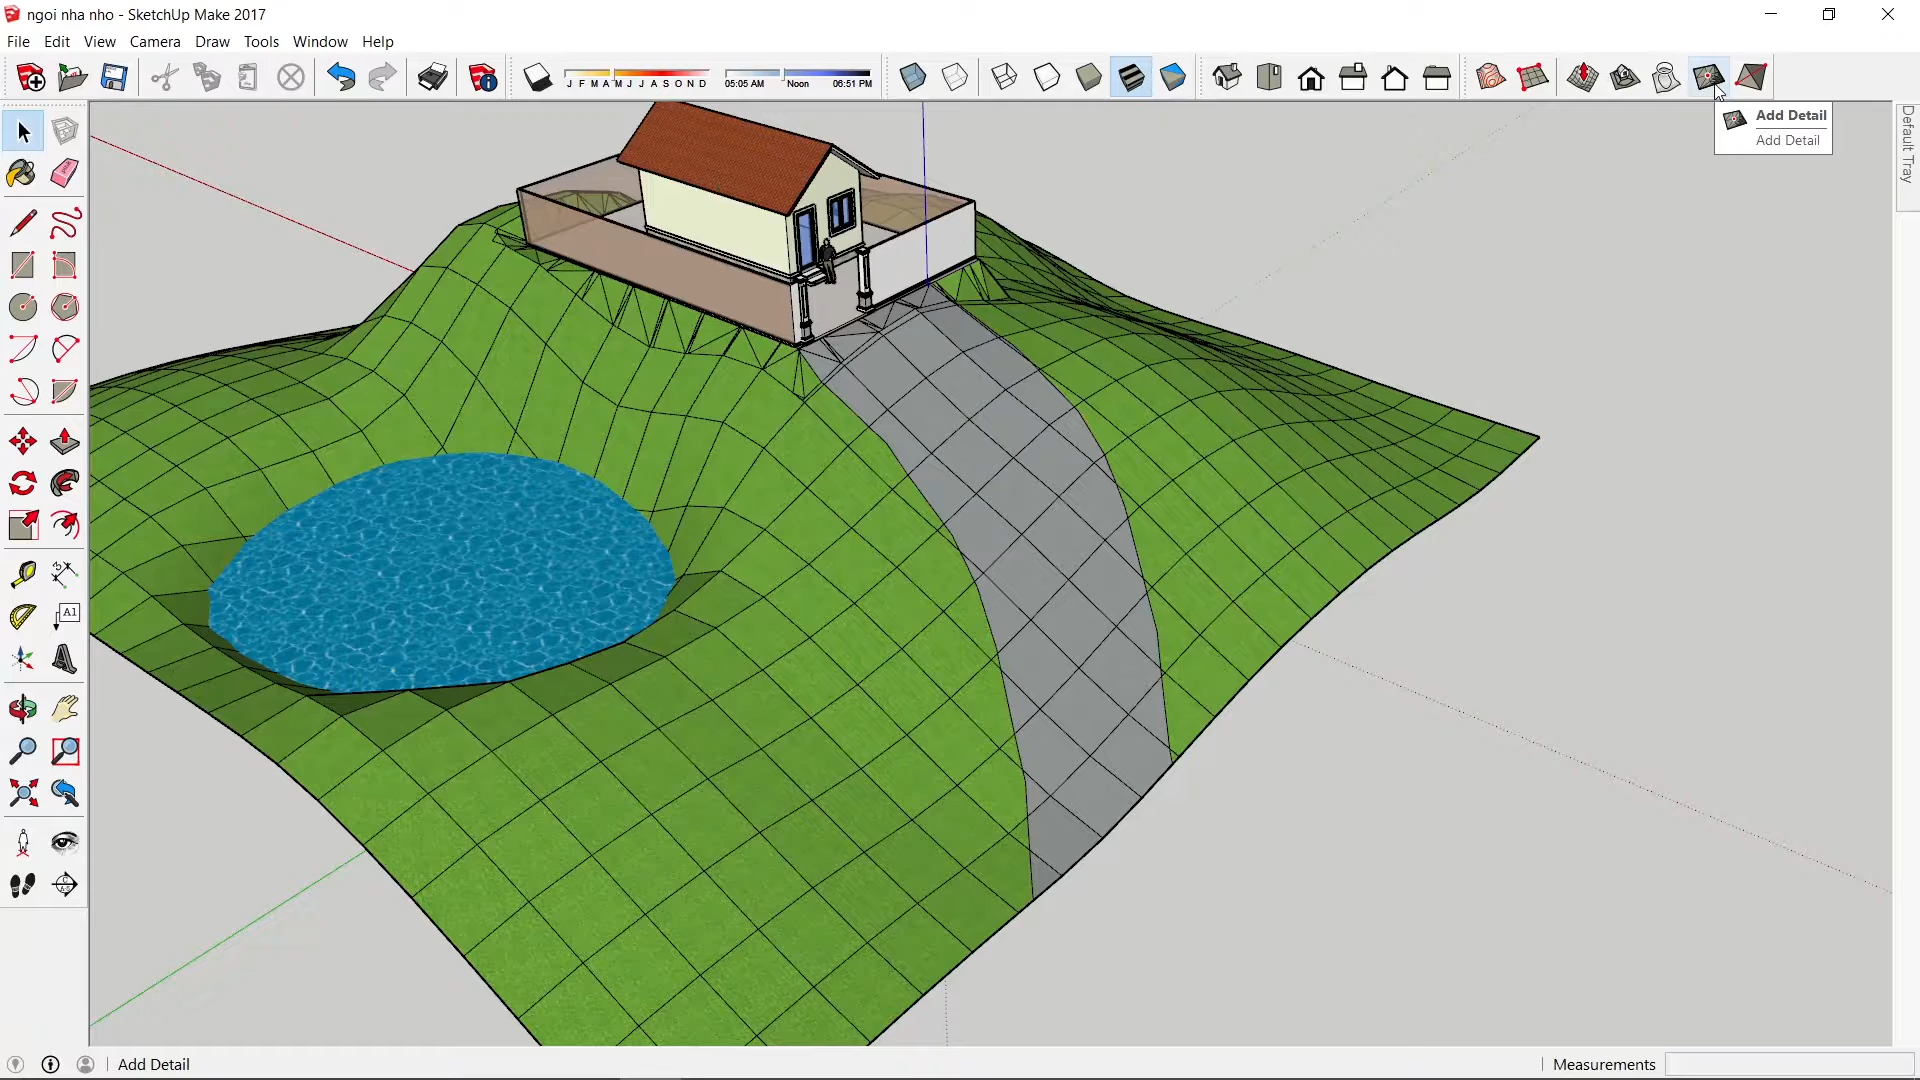 ngoi nha nho - SketchUp Make 2017
File Edit View Camera Draw Tools Window Help
J F M A M J J A S O N D
05:05 AM Noon 06:51 PM
Add Detail
Add Detail
Default Tray
A1
Add Detail
Measurements